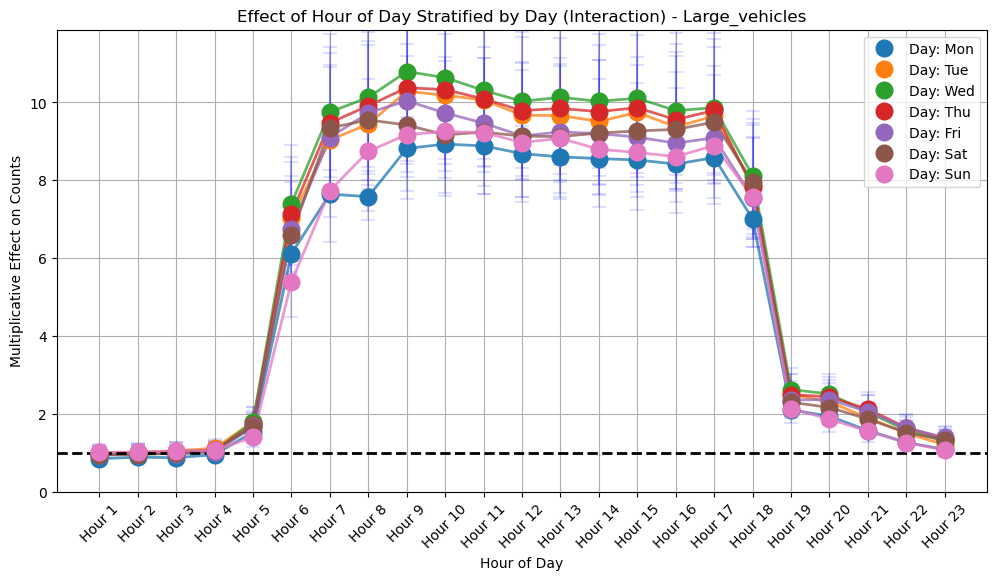 Effect of Hour of Day Stratified by Day (Interaction) - Large_vehicles
Multiplicative Effect on Counts
10
8
6
4
2
0
Day: Mon
Day: Tue
Day: Wed
Day: Thu
Day: Fri
Day: Sat
Day: Sun
Hour 1
Hour 2
Hour 3
Hour 4
Hour 5
Hour 6
Hour 7
Hour 8
Hour 9
Hour 10
Hour 11
Hour 12
Hour 13
Hour 14
Hour 15
Hour 16
Hour 17
Hour 18
Hour 19
Hour 20
Hour 21
Hour 22
Hour 23
Hour of Day